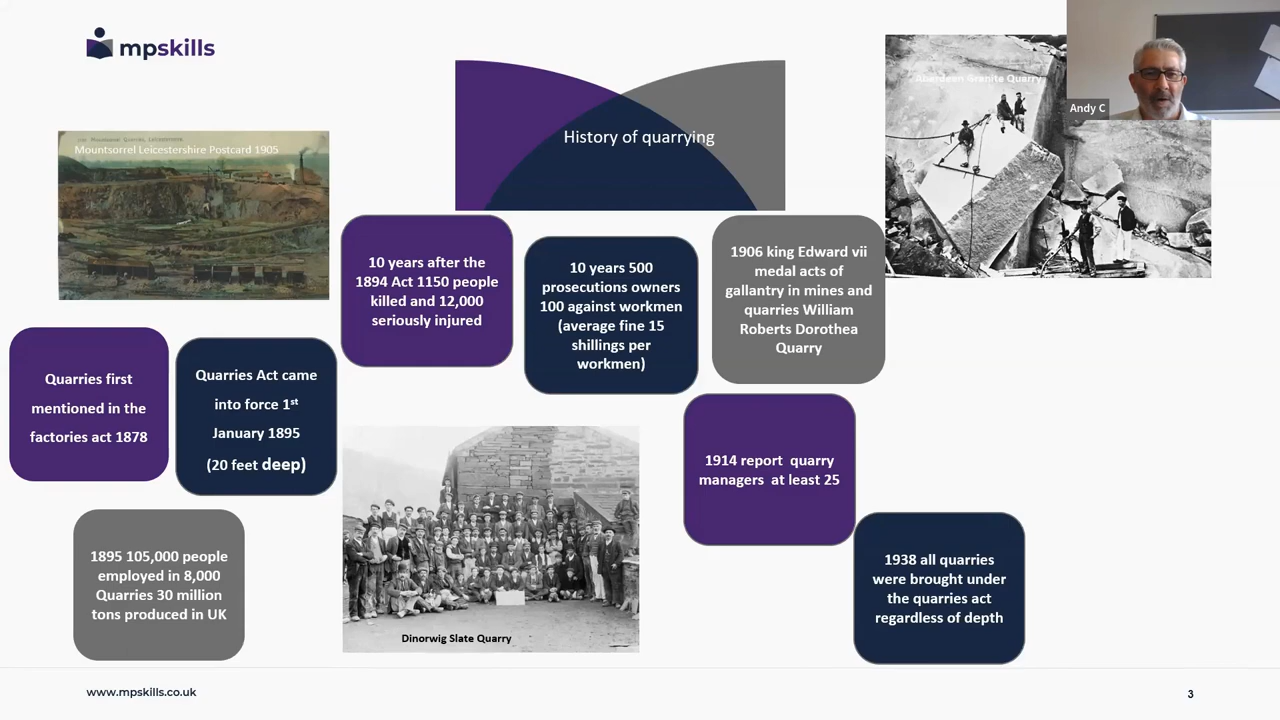 mpskills
History of quarrying
Mountsorrel Leicestershire Postcard 1905
Aberdeen Granite Quarry
Andy C
10 years after the
1894 Act 1150 people
killed and 12,000
seriously injured
10 years 500
prosecutions owners
100 against workmen
(average fine 15
shillings per
workmen)
1906 king Edward vii
medal acts of
gallantry in mines and
quarries William
Roberts Dorothea
Quarry
Quarries first
mentioned in the
factories act 1878
Quarries Act came
into force 1st
January 1895
(20 feet deep)
1914 report quarry
managers at least 25
1895 105,000 people
employed in 8,000
Quarries 30 million
tons produced in UK
Dinorwig Slate Quarry
1938 all quarries
were brought under
the quarries act
regardless of depth
www.mpskills.co.uk
3